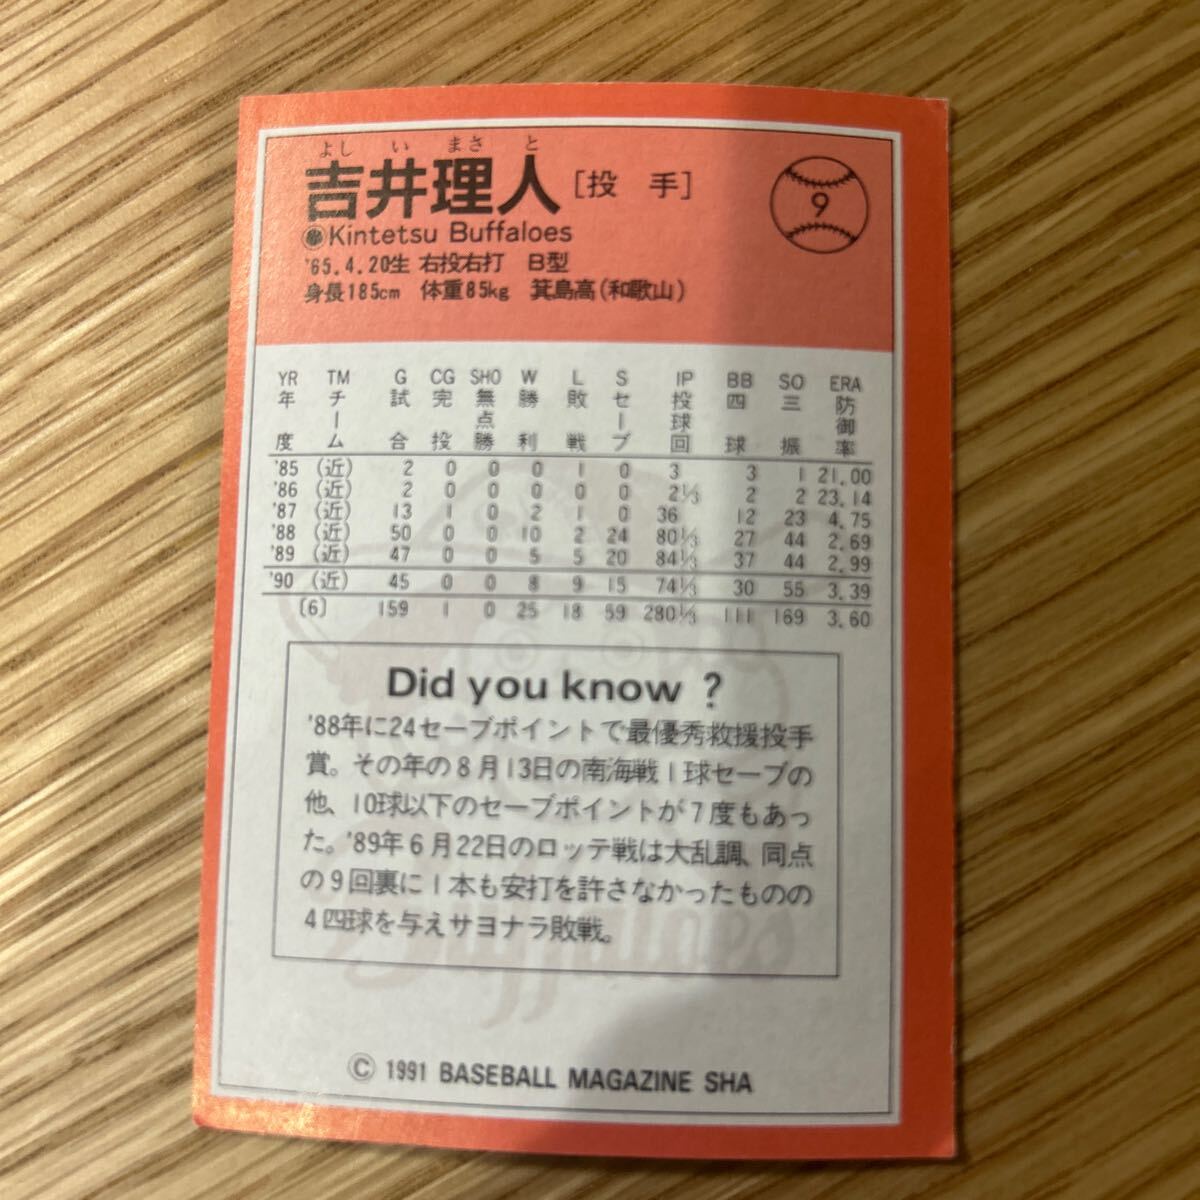 よし い まさ と
吉井理人 [投 手]
9
Kintetsu Buffaloes
'65.4.20生 右投右打 B型
身長185cm 体重85kg 箕島高(和歌山)
YR TM G CG SHO W L S IP BB SO ERA
年度 チーム 試合 完投 無点勝 勝利 敗戦 セーブ 投球回 四球 三振 防御率
'85 (近) 2 0 0 0 1 0 3 3 1 21.00
'86 (近) 2 0 0 0 0 0 2⅓ 2 2 23.14
'87 (近) 13 1 0 2 1 0 36 12 23 4.75
'88 (近) 50 0 0 10 2 24 80⅓ 27 44 2.69
'89 (近) 47 0 0 5 5 20 84⅓ 37 44 2.99
'90 (近) 45 0 0 8 9 15 74⅓ 30 55 3.39
[6] 159 1 0 25 18 59 280⅓ 111 169 3.60
Did you know ?
'88年に24セーブポイントで最優秀救援投手
賞。その年の8月13日の南海戦1球セーブの
他、10球以下のセーブポイントが7度もあっ
た。'89年6月22日のロッテ戦は大乱調、同点
の9回裏に1本も安打を許さなかったものの
4四球を与えサヨナラ敗戦。
Buffaloes
© 1991 BASEBALL MAGAZINE SHA